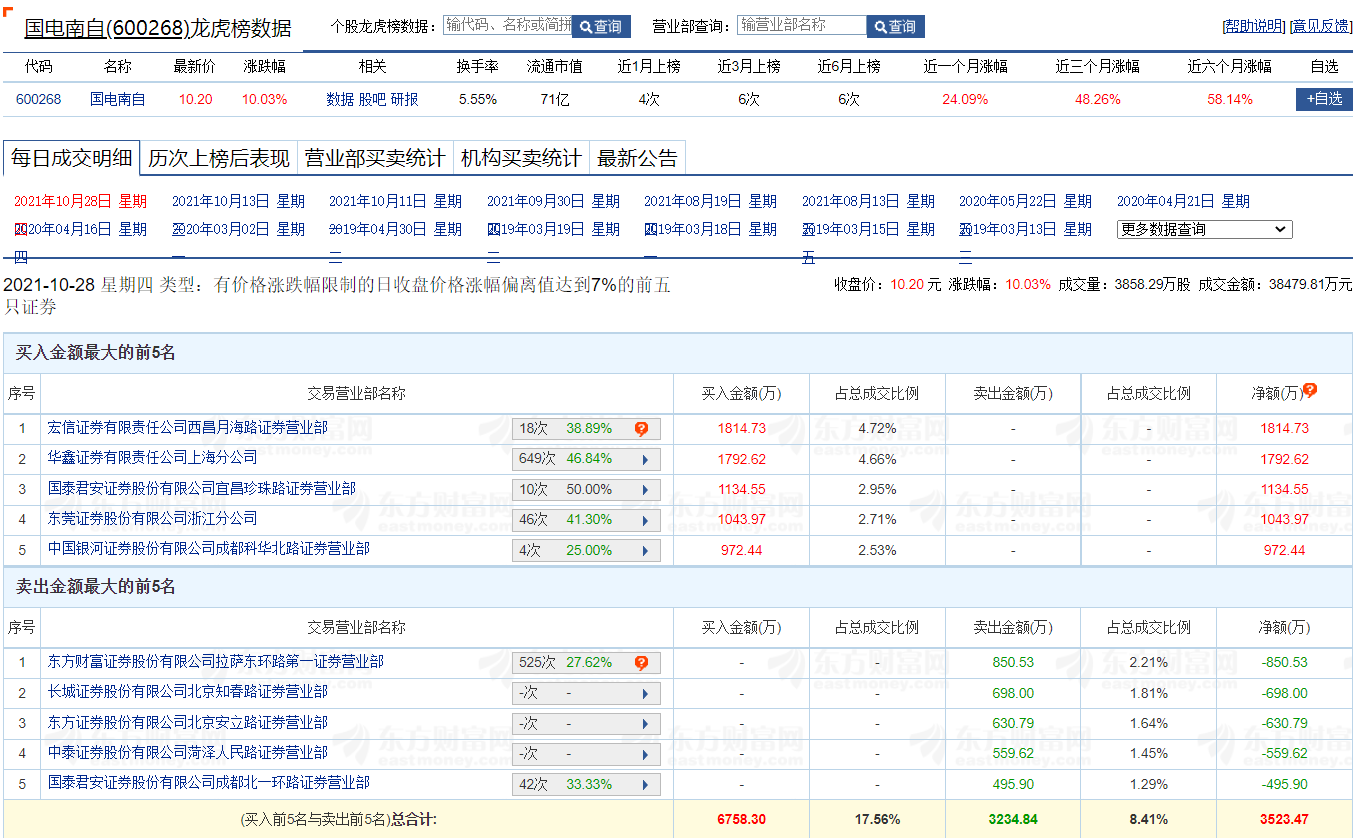 国电南自(600268)龙虎榜数据 个股龙虎榜数据： 输代码、名称或简拼 查询 营业部查询： 输营业部名称 查询 [帮助说明] [意见反馈]
代码 名称 最新价 涨跌幅 相关 换手率 流通市值 近1月上榜 近3月上榜 近6月上榜 近一个月涨幅 近三个月涨幅 近六个月涨幅 自选
600268 国电南自 10.20 10.03% 数据 股吧 研报 5.55% 71亿 4次 6次 6次 24.09% 48.26% 58.14% +自选
每日成交明细 历次上榜后表现 营业部买卖统计 机构买卖统计 最新公告
2021年10月28日 星期 2021年10月13日 星期 2021年10月11日 星期 2021年09月30日 星期 2021年08月19日 星期 2021年08月13日 星期 2020年05月22日 星期 2020年04月21日 星期
2020年04月16日 星期 2020年03月02日 星期 2019年04月30日 星期 2019年03月19日 星期 2019年03月18日 星期 2019年03月15日 星期 2019年03月13日 星期 更多数据查询
四 一 二 二 一 五 三
2021-10-28 星期四 类型：有价格涨跌幅限制的日收盘价格涨幅偏离值达到7%的前五 收盘价：10.20 元 涨跌幅：10.03% 成交量：3858.29万股 成交金额：38479.81万元
只证券
买入金额最大的前5名
序号 交易营业部名称 买入金额(万) 占总成交比例 卖出金额(万) 占总成交比例 净额(万)
1 宏信证券有限责任公司西昌月海路证券营业部 18次 38.89% 1814.73 4.72% - - 1814.73
2 华鑫证券有限责任公司上海分公司 649次 46.84% 1792.62 4.66% - - 1792.62
3 国泰君安证券股份有限公司宜昌珍珠路证券营业部 10次 50.00% 1134.55 2.95% - - 1134.55
4 东莞证券股份有限公司浙江分公司 46次 41.30% 1043.97 2.71% - - 1043.97
5 中国银河证券股份有限公司成都科华北路证券营业部 4次 25.00% 972.44 2.53% - - 972.44
卖出金额最大的前5名
序号 交易营业部名称 买入金额(万) 占总成交比例 卖出金额(万) 占总成交比例 净额(万)
1 东方财富证券股份有限公司拉萨东环路第一证券营业部 525次 27.62% - - 850.53 2.21% -850.53
2 长城证券股份有限公司北京知春路证券营业部 -次 - - - 698.00 1.81% -698.00
3 东方证券股份有限公司北京安立路证券营业部 -次 - - - 630.79 1.64% -630.79
4 中泰证券股份有限公司菏泽人民路证券营业部 -次 - - - 559.62 1.45% -559.62
5 国泰君安证券股份有限公司成都北一环路证券营业部 42次 33.33% - - 495.90 1.29% -495.90
(买入前5名与卖出前5名)总合计: 6758.30 17.56% 3234.84 8.41% 3523.47